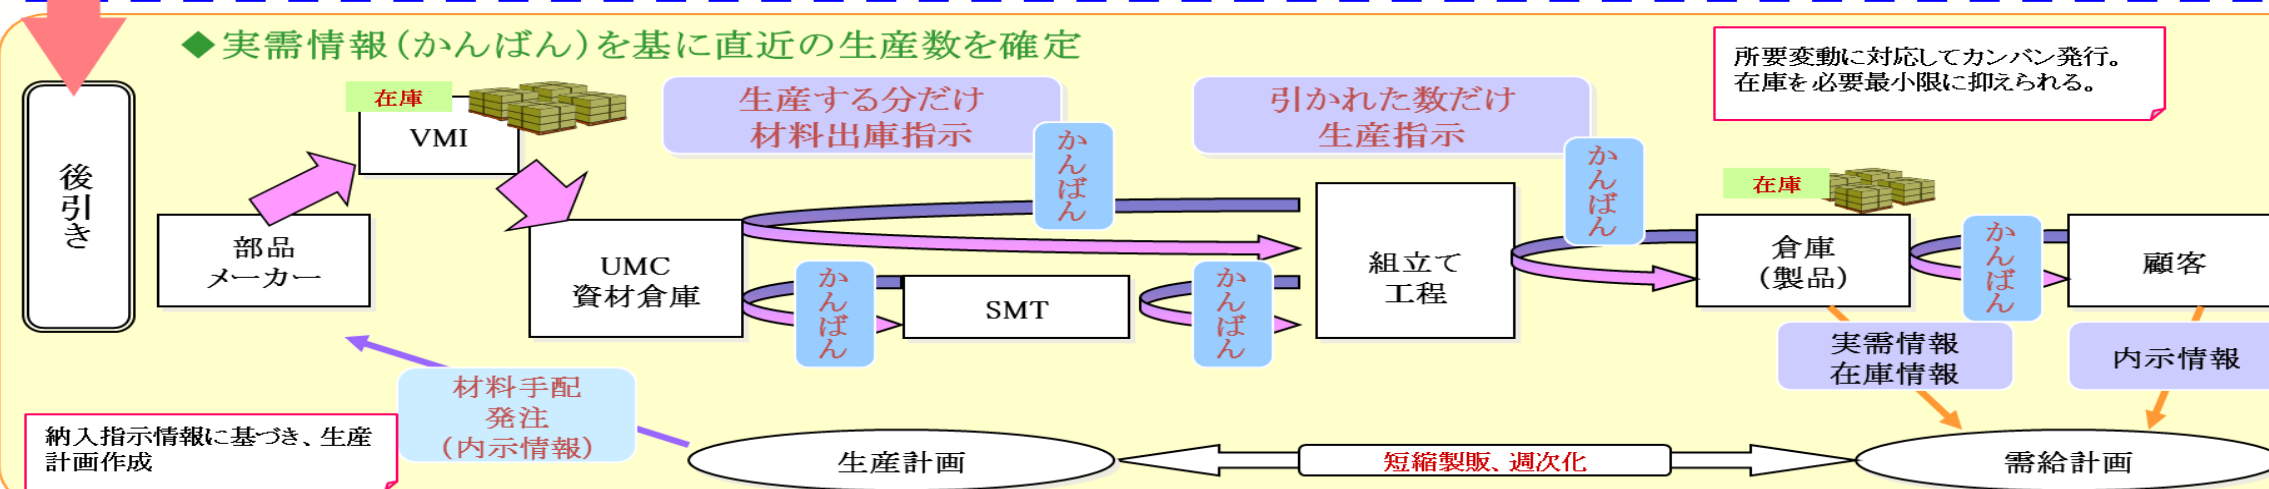 ◆実需情報(かんばん)を基に直近の生産数を確定
所要変動に対応してカンバン発行。
在庫を必要最小限に抑えられる。
後引き
在庫
VMI
生産する分だけ
材料出庫指示
かんばん
引かれた数だけ
生産指示
かんばん
在庫
部品
メーカー
UMC
資材倉庫
かんばん
SMT
かんばん
組立て
工程
倉庫
(製品)
かんばん
顧客
実需情報
在庫情報
内示情報
材料手配
発注
(内示情報)
納入指示情報に基づき、生産
計画作成
生産計画
短縮製販、週次化
需給計画